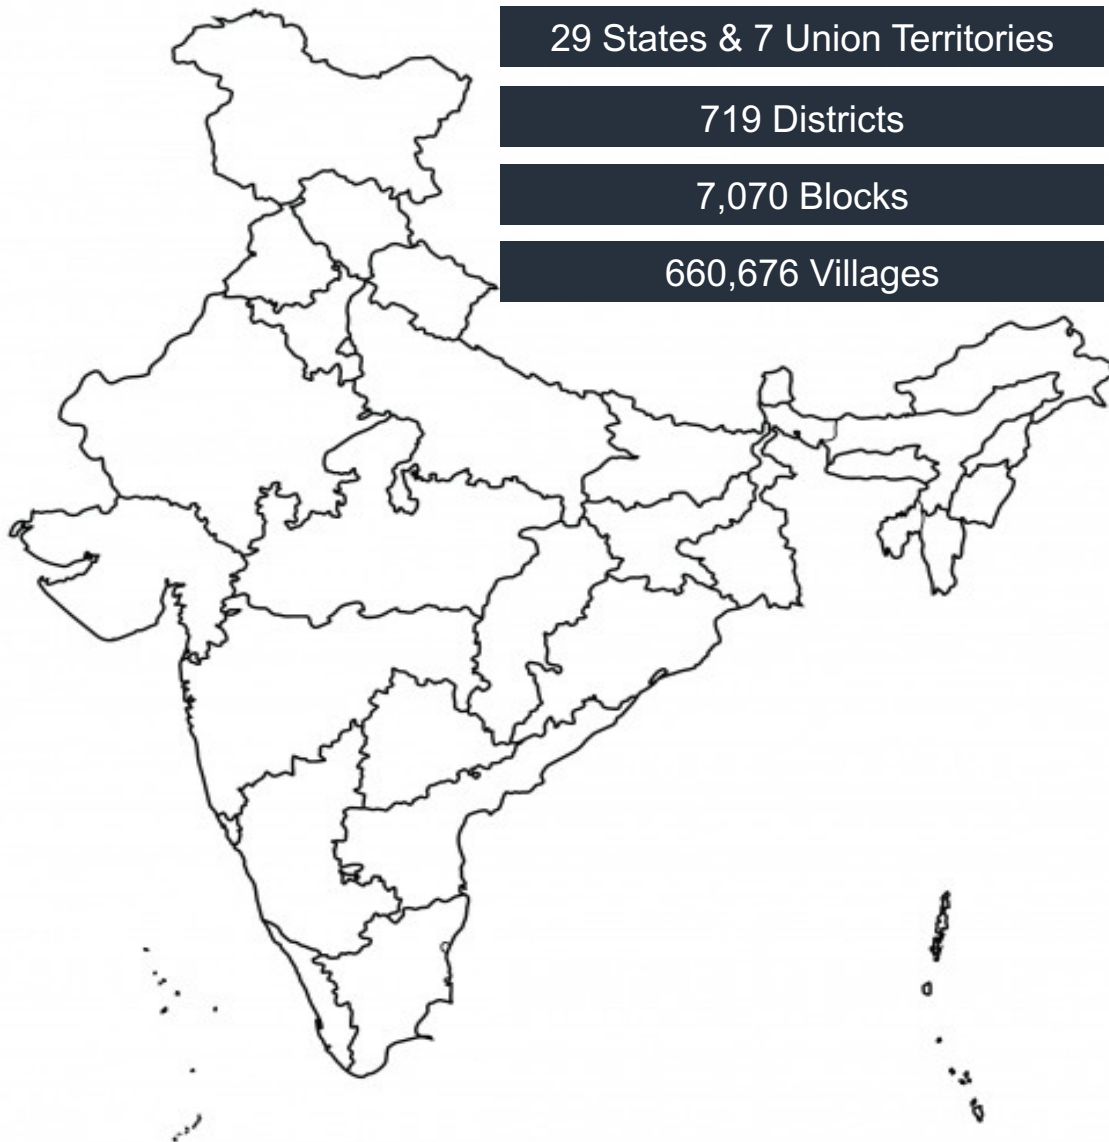 29 States & 7 Union Territories
719 Districts
7,070 Blocks
660,676 Villages